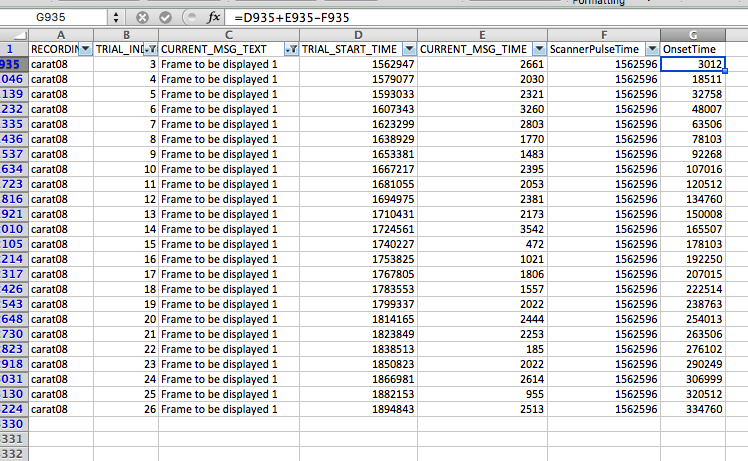 Formatting
G935 fx =D935+E935-F935
A B C D E F G
1 RECORDIN TRIAL_IND CURRENT_MSG_TEXT TRIAL_START_TIME CURRENT_MSG_TIME ScannerPulseTime OnsetTime
935 carat08 3 Frame to be displayed 1 1562947 2661 1562596 3012
046 carat08 4 Frame to be displayed 1 1579077 2030 1562596 18511
139 carat08 5 Frame to be displayed 1 1593033 2321 1562596 32758
232 carat08 6 Frame to be displayed 1 1607343 3260 1562596 48007
335 carat08 7 Frame to be displayed 1 1623299 2803 1562596 63506
436 carat08 8 Frame to be displayed 1 1638929 1770 1562596 78103
537 carat08 9 Frame to be displayed 1 1653381 1483 1562596 92268
634 carat08 10 Frame to be displayed 1 1667217 2395 1562596 107016
723 carat08 11 Frame to be displayed 1 1681055 2053 1562596 120512
816 carat08 12 Frame to be displayed 1 1694975 2381 1562596 134760
921 carat08 13 Frame to be displayed 1 1710431 2173 1562596 150008
010 carat08 14 Frame to be displayed 1 1724561 3542 1562596 165507
105 carat08 15 Frame to be displayed 1 1740227 472 1562596 178103
214 carat08 16 Frame to be displayed 1 1753825 1021 1562596 192250
317 carat08 17 Frame to be displayed 1 1767805 1806 1562596 207015
426 carat08 18 Frame to be displayed 1 1783553 1557 1562596 222514
543 carat08 19 Frame to be displayed 1 1799337 2022 1562596 238763
648 carat08 20 Frame to be displayed 1 1814165 2444 1562596 254013
730 carat08 21 Frame to be displayed 1 1823849 2253 1562596 263506
823 carat08 22 Frame to be displayed 1 1838513 185 1562596 276102
918 carat08 23 Frame to be displayed 1 1850823 2022 1562596 290249
031 carat08 24 Frame to be displayed 1 1866981 2614 1562596 306999
130 carat08 25 Frame to be displayed 1 1882153 955 1562596 320512
224 carat08 26 Frame to be displayed 1 1894843 2513 1562596 334760
330
331
332